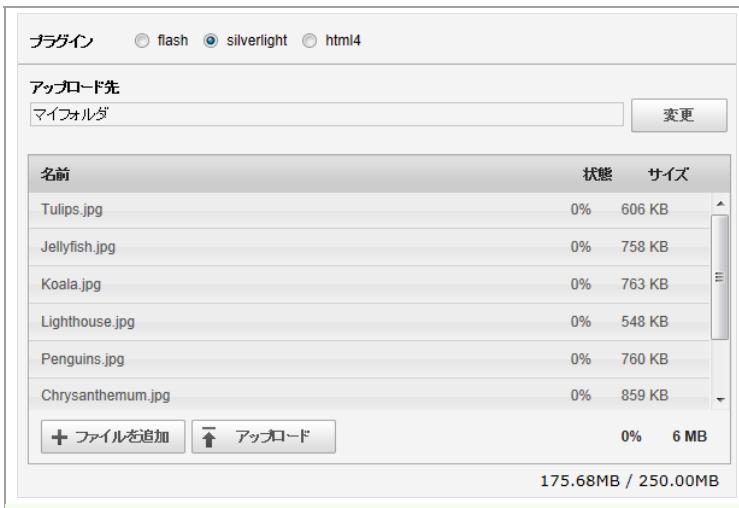 プラグイン flash silverlight html4
アップロード先
マイフォルダ 変更
名前 状態 サイズ
Tulips.jpg 0% 606 KB
Jellyfish.jpg 0% 758 KB
Koala.jpg 0% 763 KB
Lighthouse.jpg 0% 548 KB
Penguins.jpg 0% 760 KB
Chrysanthemum.jpg 0% 859 KB
ファイルを追加 アップロード 0% 6 MB
175.68MB / 250.00MB